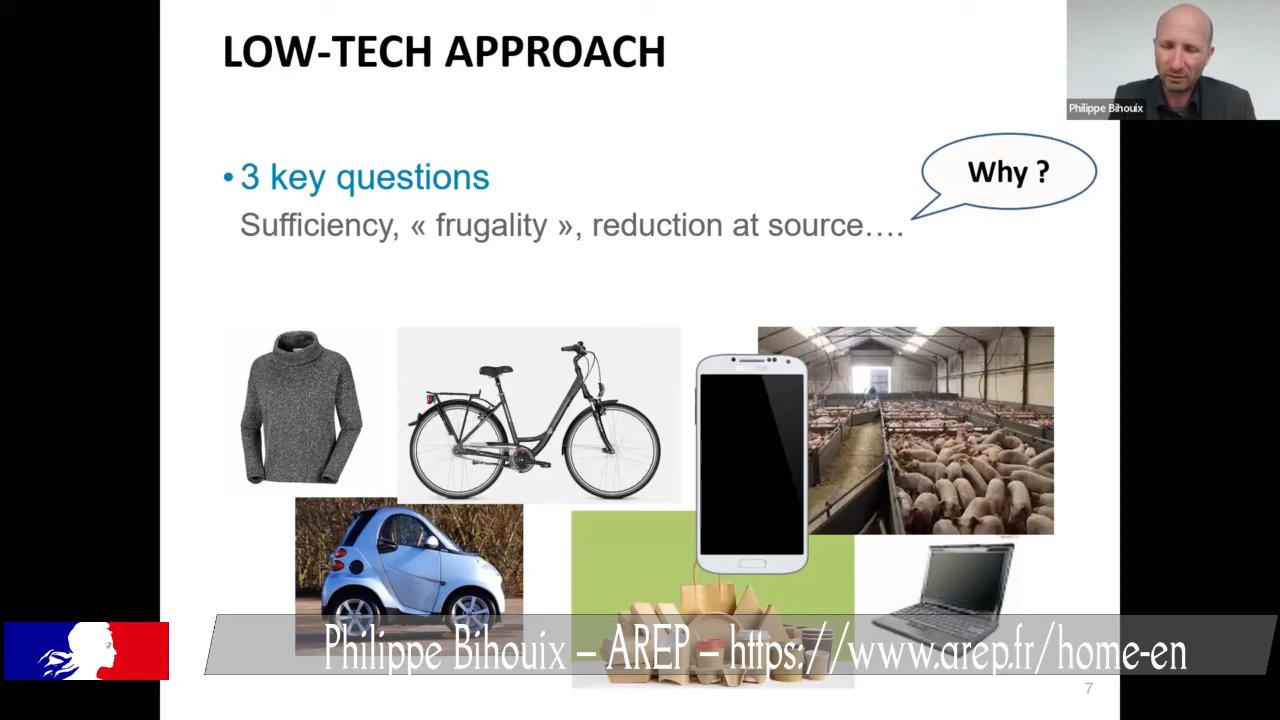 LOW-TECH APPROACH
Philippe Bihouix
Why ?
• 3 key questions
Sufficiency, « frugality », reduction at source….
Philippe Bihouix – AREP – https://www.arep.fr/home-en
7